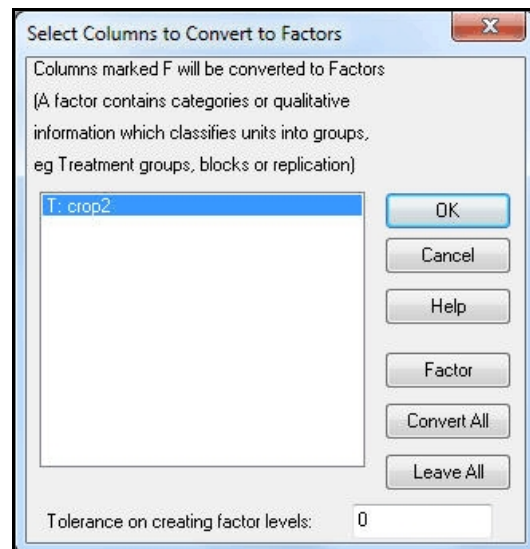 Select Columns to Convert to Factors
Columns marked F will be converted to Factors
(A factor contains categories or qualitative
information which classifies units into groups,
eg Treatment groups, blocks or replication)
T: crop2
OK
Cancel
Help
Factor
Convert All
Leave All
Tolerance on creating factor levels: 0